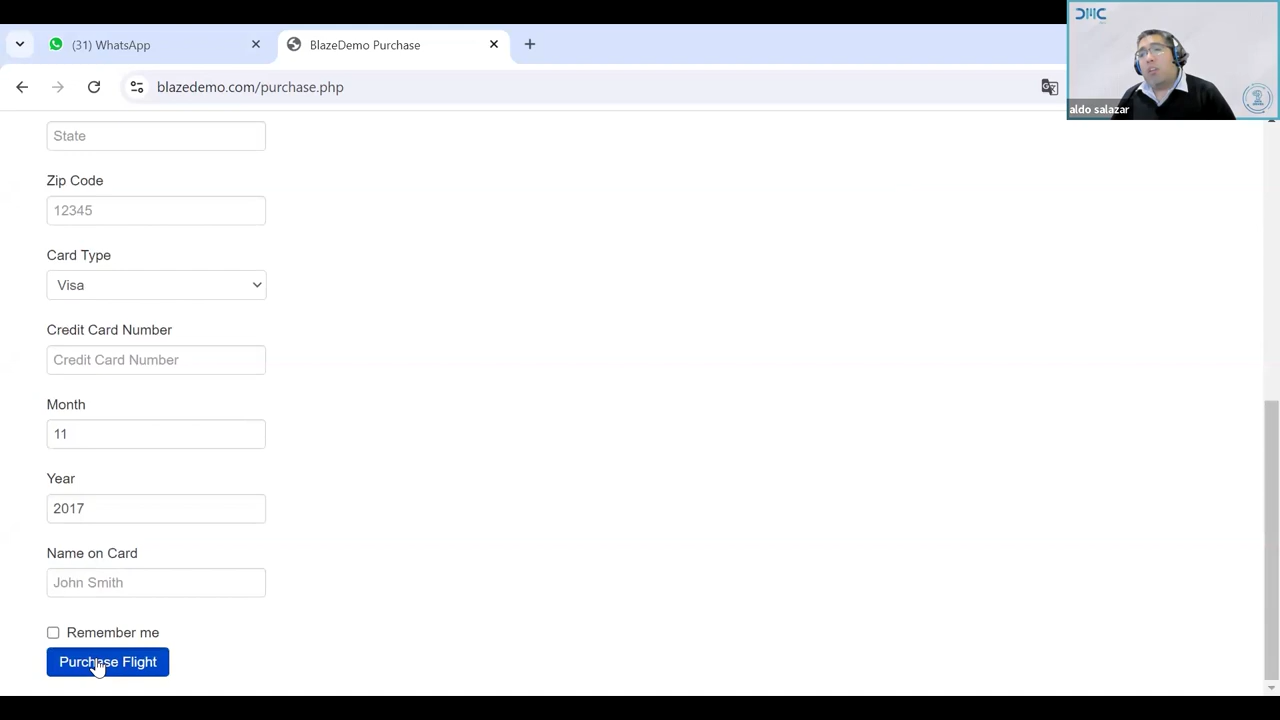 (31) WhatsApp
BlazeDemo Purchase
blazedemo.com/purchase.php
DMC
aldo salazar
State
Zip Code
12345
Card Type
Visa
Credit Card Number
Credit Card Number
Month
11
Year
2017
Name on Card
John Smith
Remember me
Purchase Flight